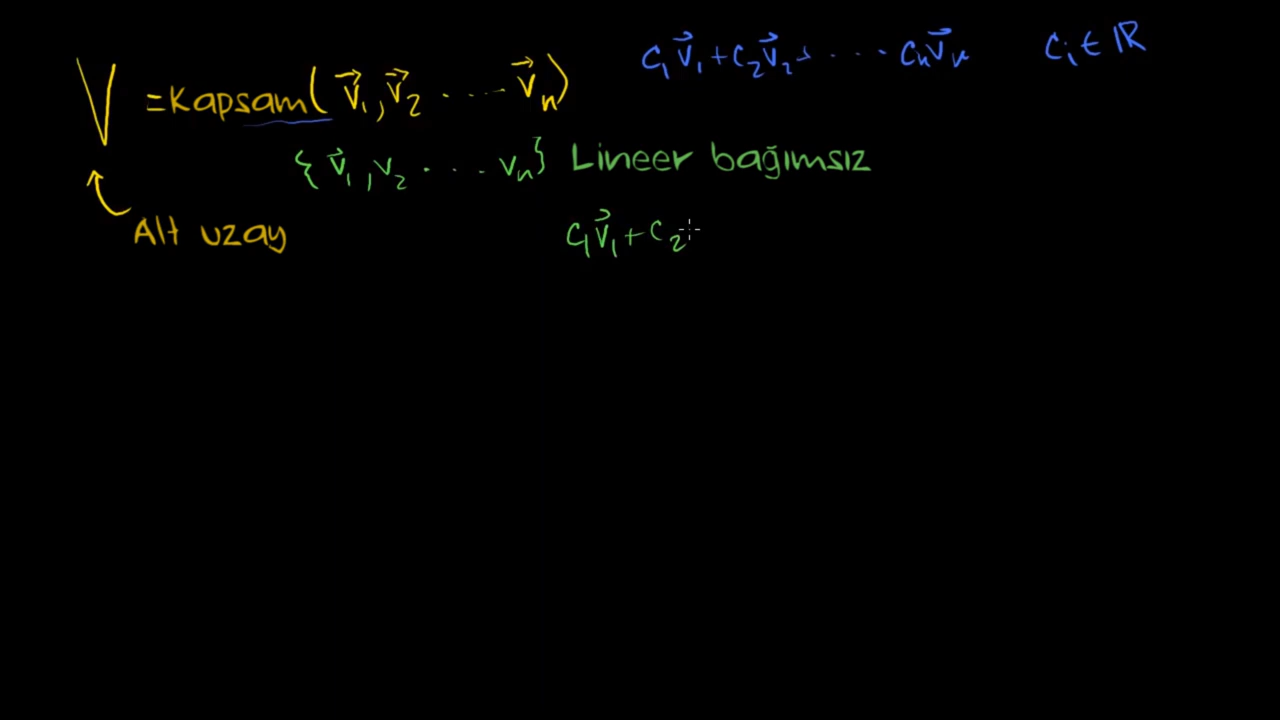 c₁v⃗₁ + c₂v⃗₂ + ... cₙv⃗ₙ cᵢ ∈ ℝ
V = Kapsam( v⃗₁, v⃗₂ .... v⃗ₙ )
{ v⃗₁, v₂ .... vₙ } Lineer bağımsız
Alt uzay
c₁v⃗₁ + c₂